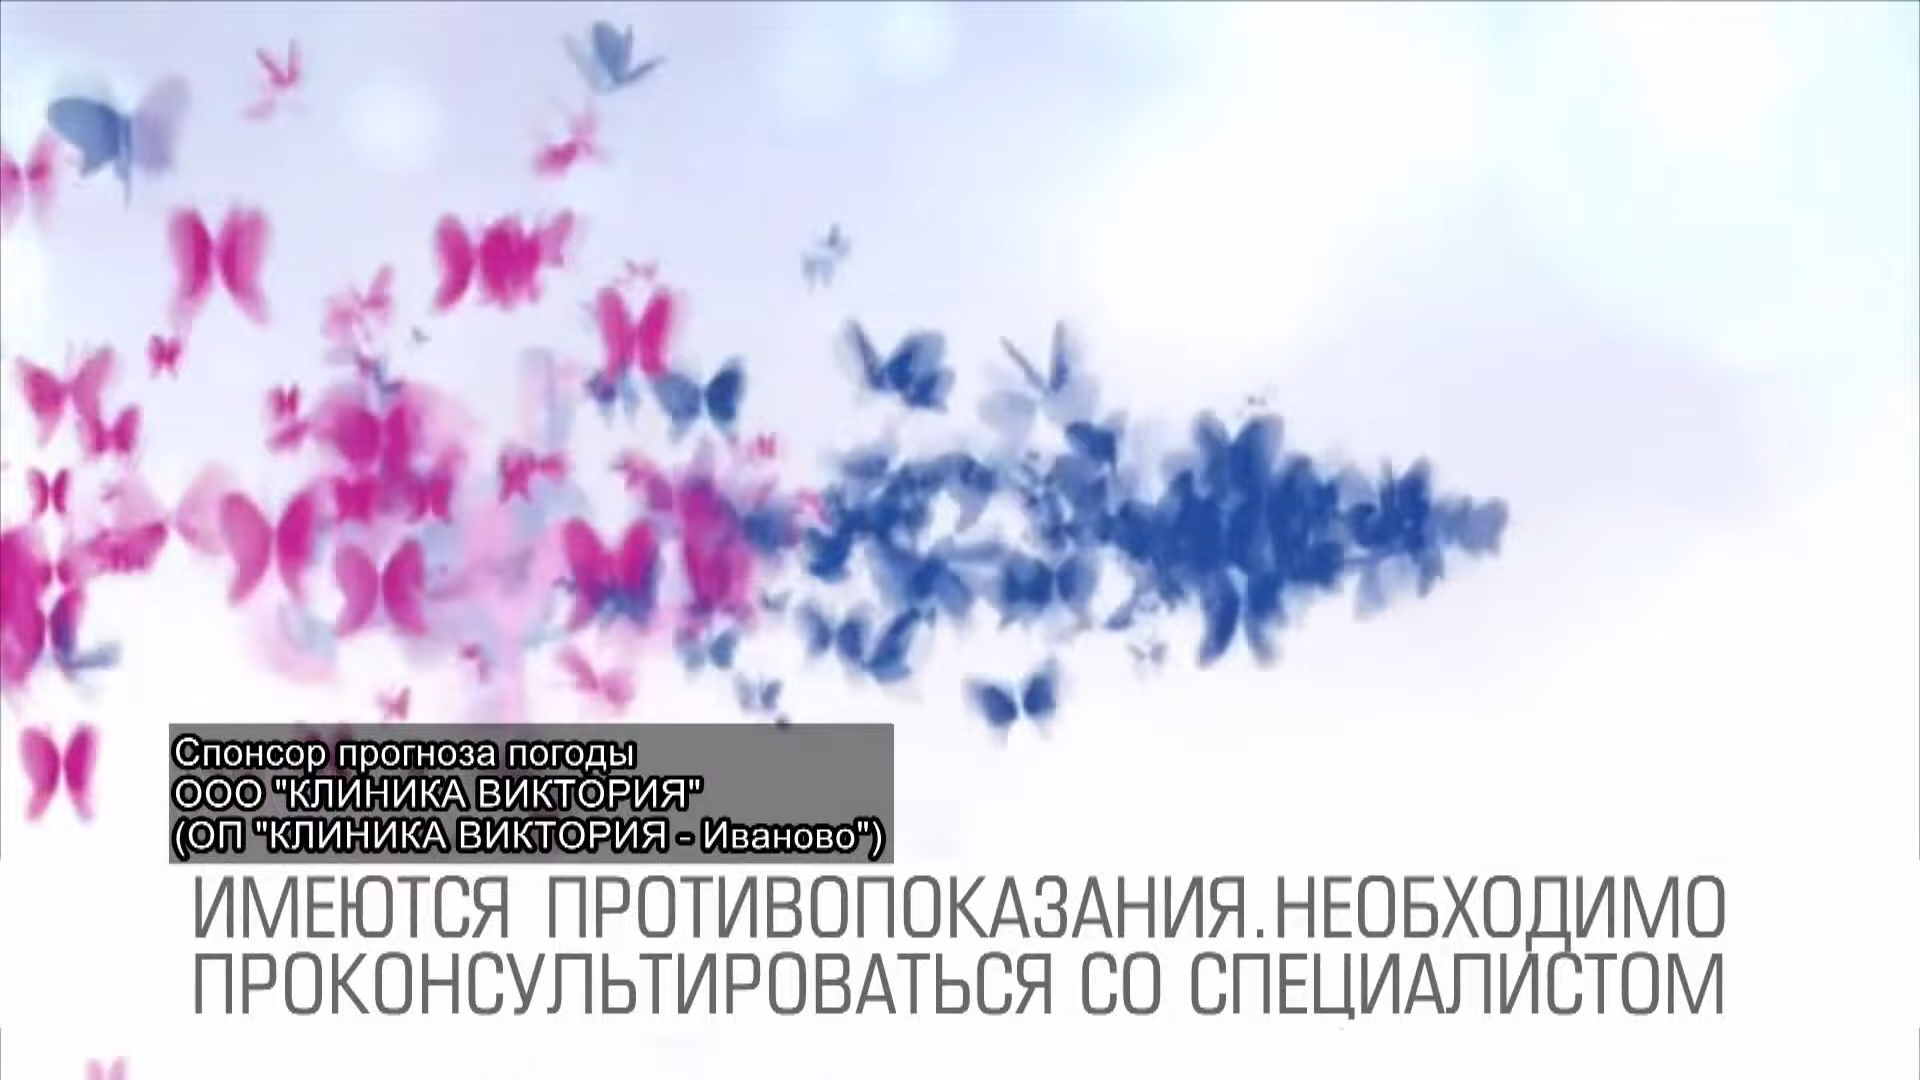 Спонсор прогноза погоды
ООО "КЛИНИКА ВИКТОРИЯ"
(ОП "КЛИНИКА ВИКТОРИЯ - Иваново")
ИМЕЮТСЯ ПРОТИВОПОКАЗАНИЯ.НЕОБХОДИМО
ПРОКОНСУЛЬТИРОВАТЬСЯ СО СПЕЦИАЛИСТОМ